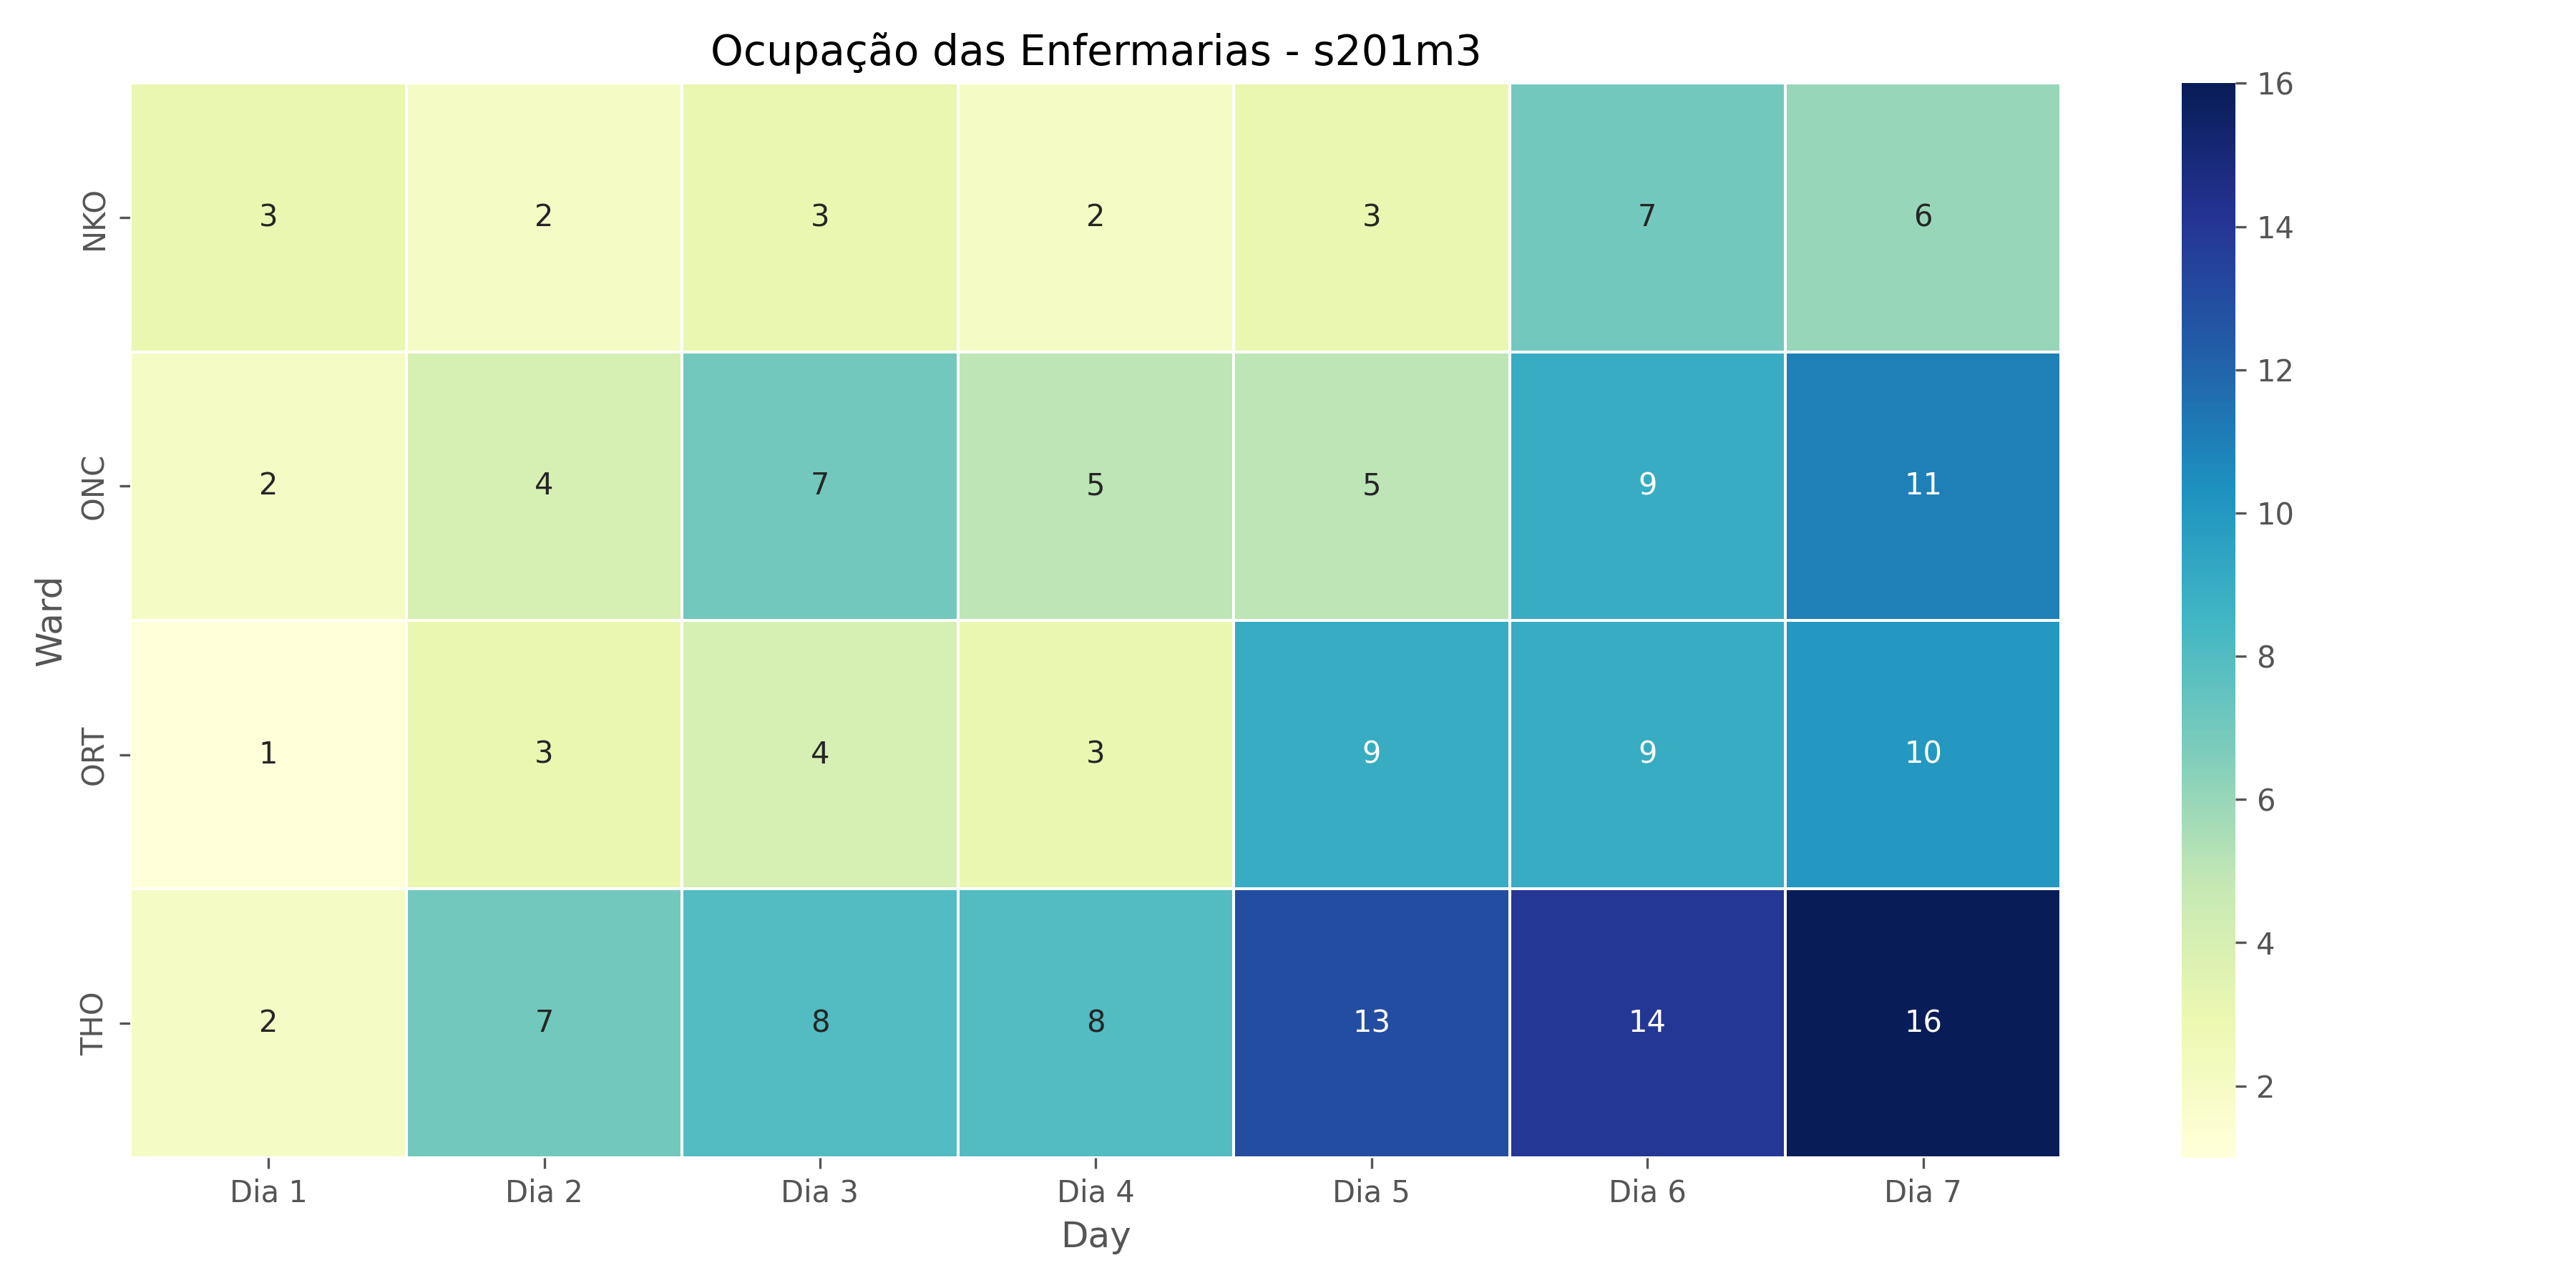 Ocupação das Enfermarias - s201m3
Ward
NKO 3 2 3 2 3 7 6
ONC 2 4 7 5 5 9 11
ORT 1 3 4 3 9 9 10
THO 2 7 8 8 13 14 16
Dia 1 Dia 2 Dia 3 Dia 4 Dia 5 Dia 6 Dia 7
Day
16
14
12
10
8
6
4
2